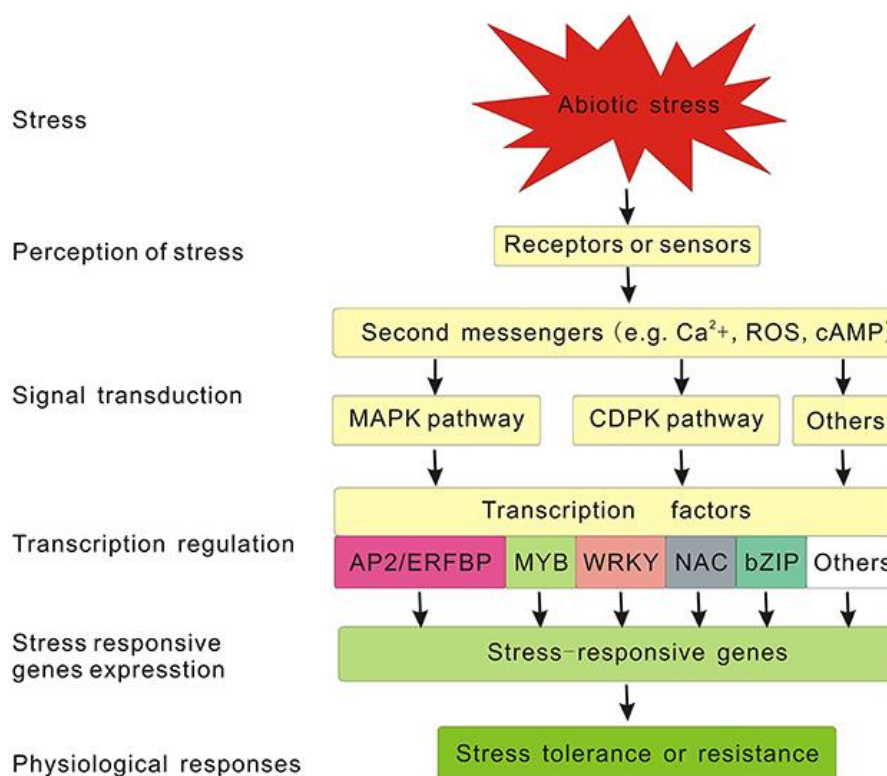 Abiotic stress
Stress
Receptors or sensors
Perception of stress
Second messengers (e.g. Ca²+, ROS, cAMP)
Signal transduction
MAPK pathway
CDPK pathway
Others
Transcription factors
Transcription regulation
AP2/ERFBP
MYB
WRKY
NAC
bZIP
Others
Stress responsive
genes expresstion
Stress-responsive genes
Physiological responses
Stress tolerance or resistance